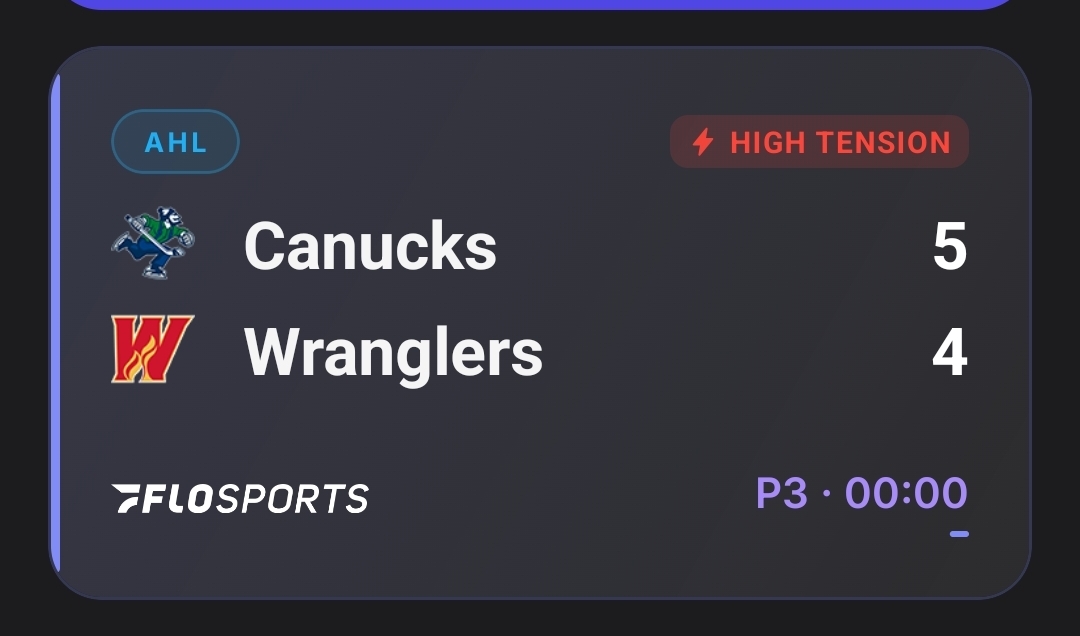 AHL
HIGH TENSION
Canucks 5
W
Wranglers 4
FLOSPORTS
P3 · 00:00